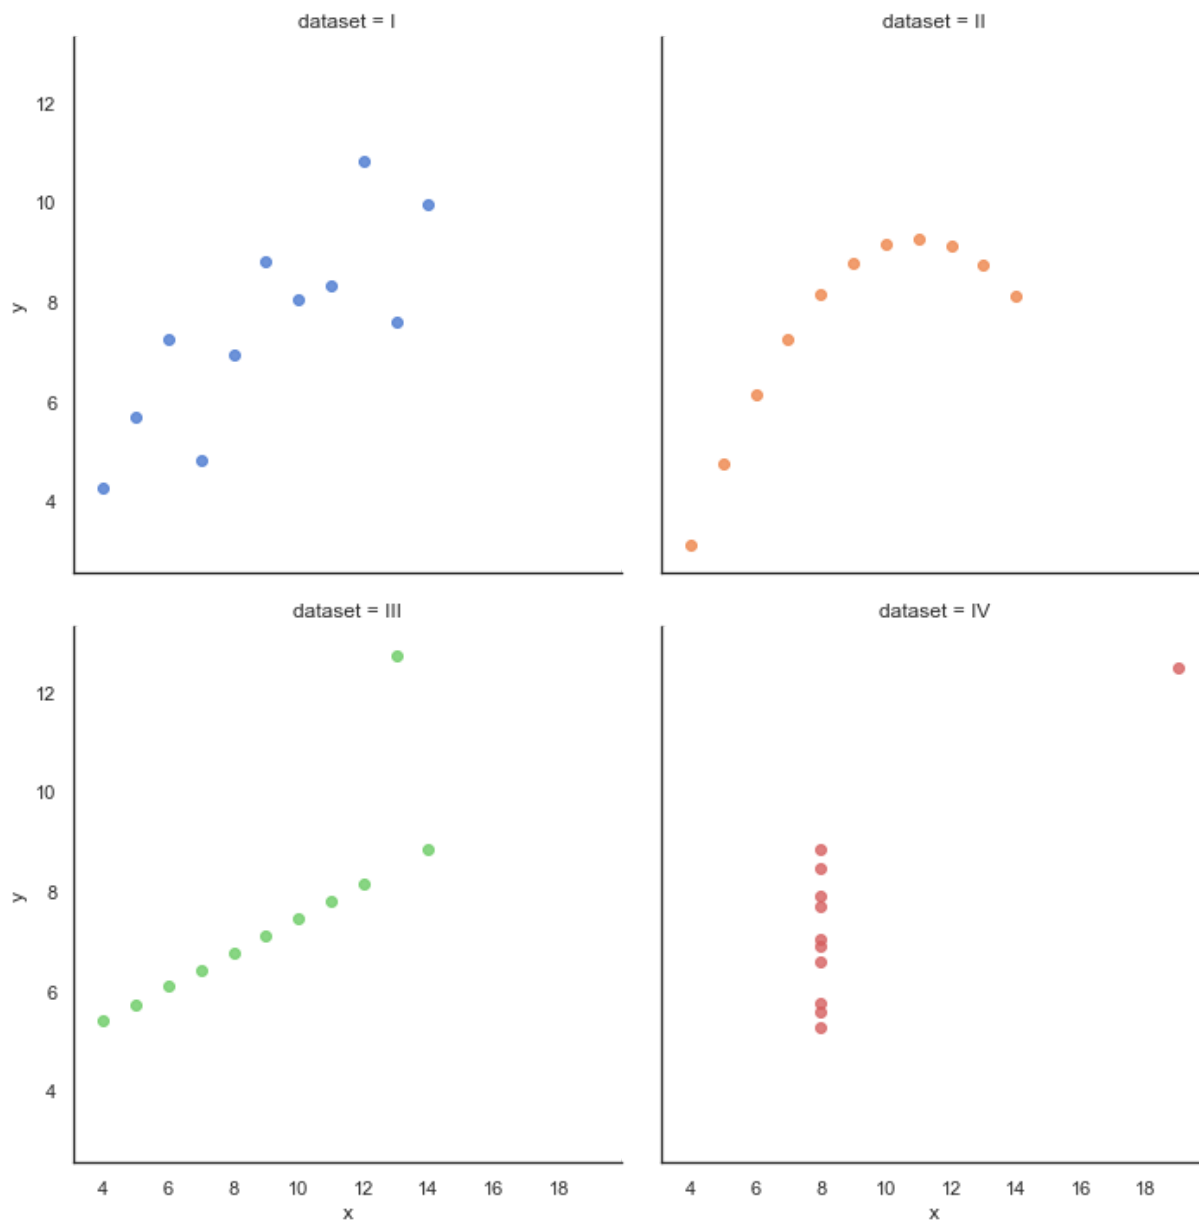 dataset = I
dataset = II
12
10
8
6
4
y
dataset = III
dataset = IV
12
10
8
6
4
y
4 6 8 10 12 14 16 18
4 6 8 10 12 14 16 18
x
x